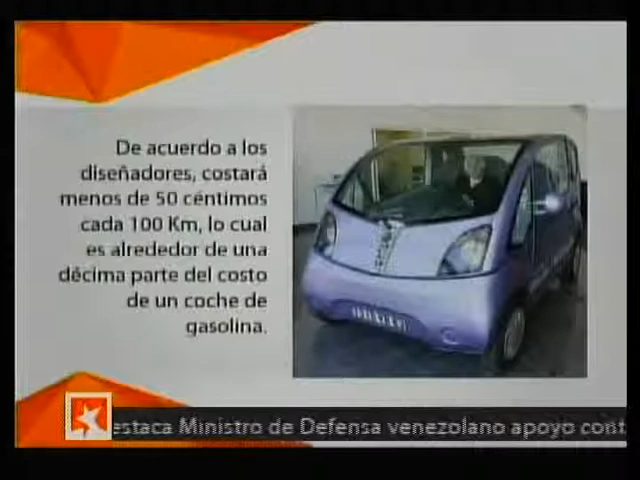 De acuerdo a los
diseñadores, costará
menos de 50 céntimos
cada 100 Km, lo cual
es alrededor de una
décima parte del costo
de un coche de
gasolina.
estaca Ministro de Defensa venezolano apoyo cont